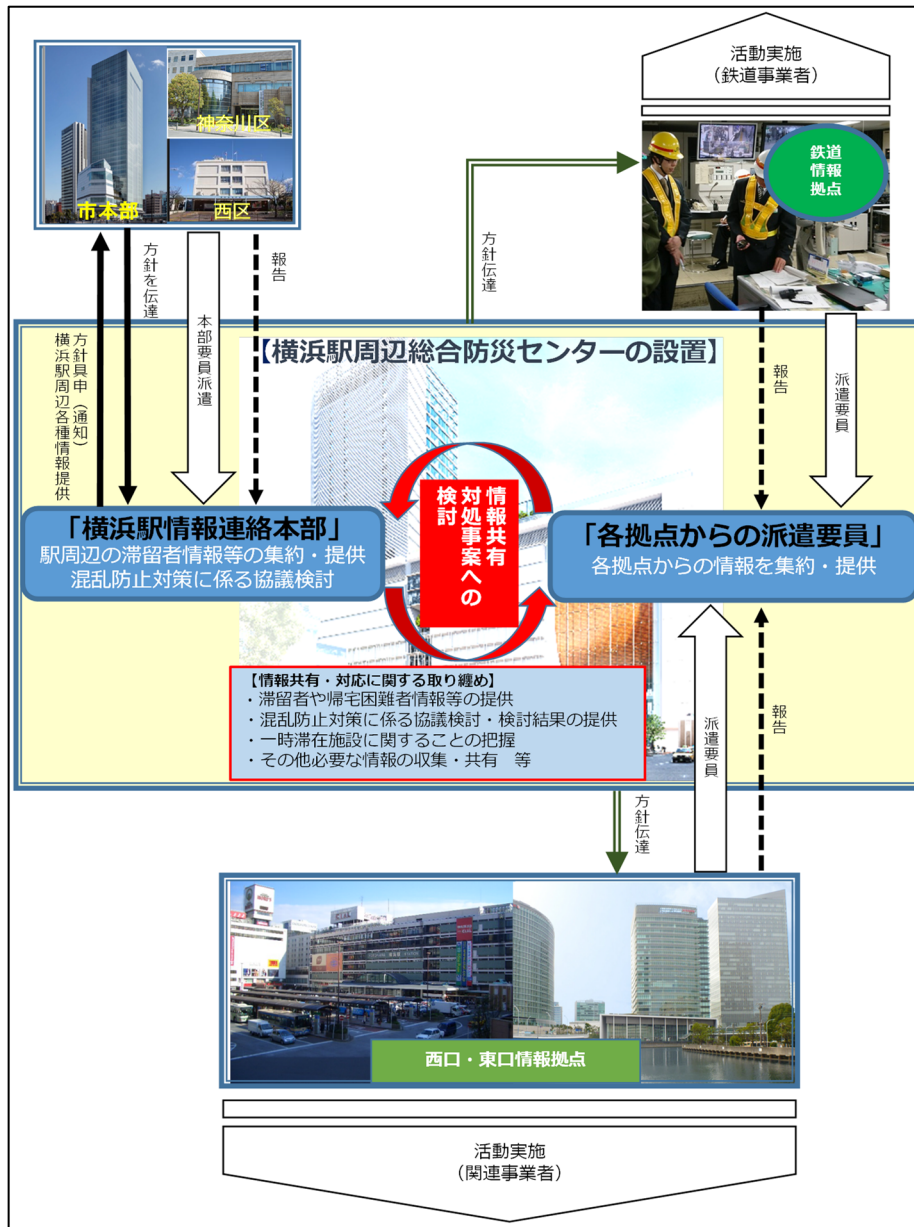 活動実施
(鉄道事業者)
神奈川区
市本部
西区
鉄道
情報
拠点
方針具申(通知)
横浜駅周辺各種情報提供
方針を伝達
本部要員派遣
報告
方針伝達
報告
派遣要員
【横浜駅周辺総合防災センターの設置】
「横浜駅情報連絡本部」
駅周辺の滞留者情報等の集約・提供
混乱防止対策に係る協議検討
情報共有
対処事案への
検討
「各拠点からの派遣要員」
各拠点からの情報を集約・提供
【情報共有・対応に関する取り纏め】
・滞留者や帰宅困難者情報等の提供
・混乱防止対策に係る協議検討・検討結果の提供
・一時滞在施設に関することの把握
・その他必要な情報の収集・共有 等
方針伝達
派遣要員
報告
西口・東口情報拠点
活動実施
(関連事業者)